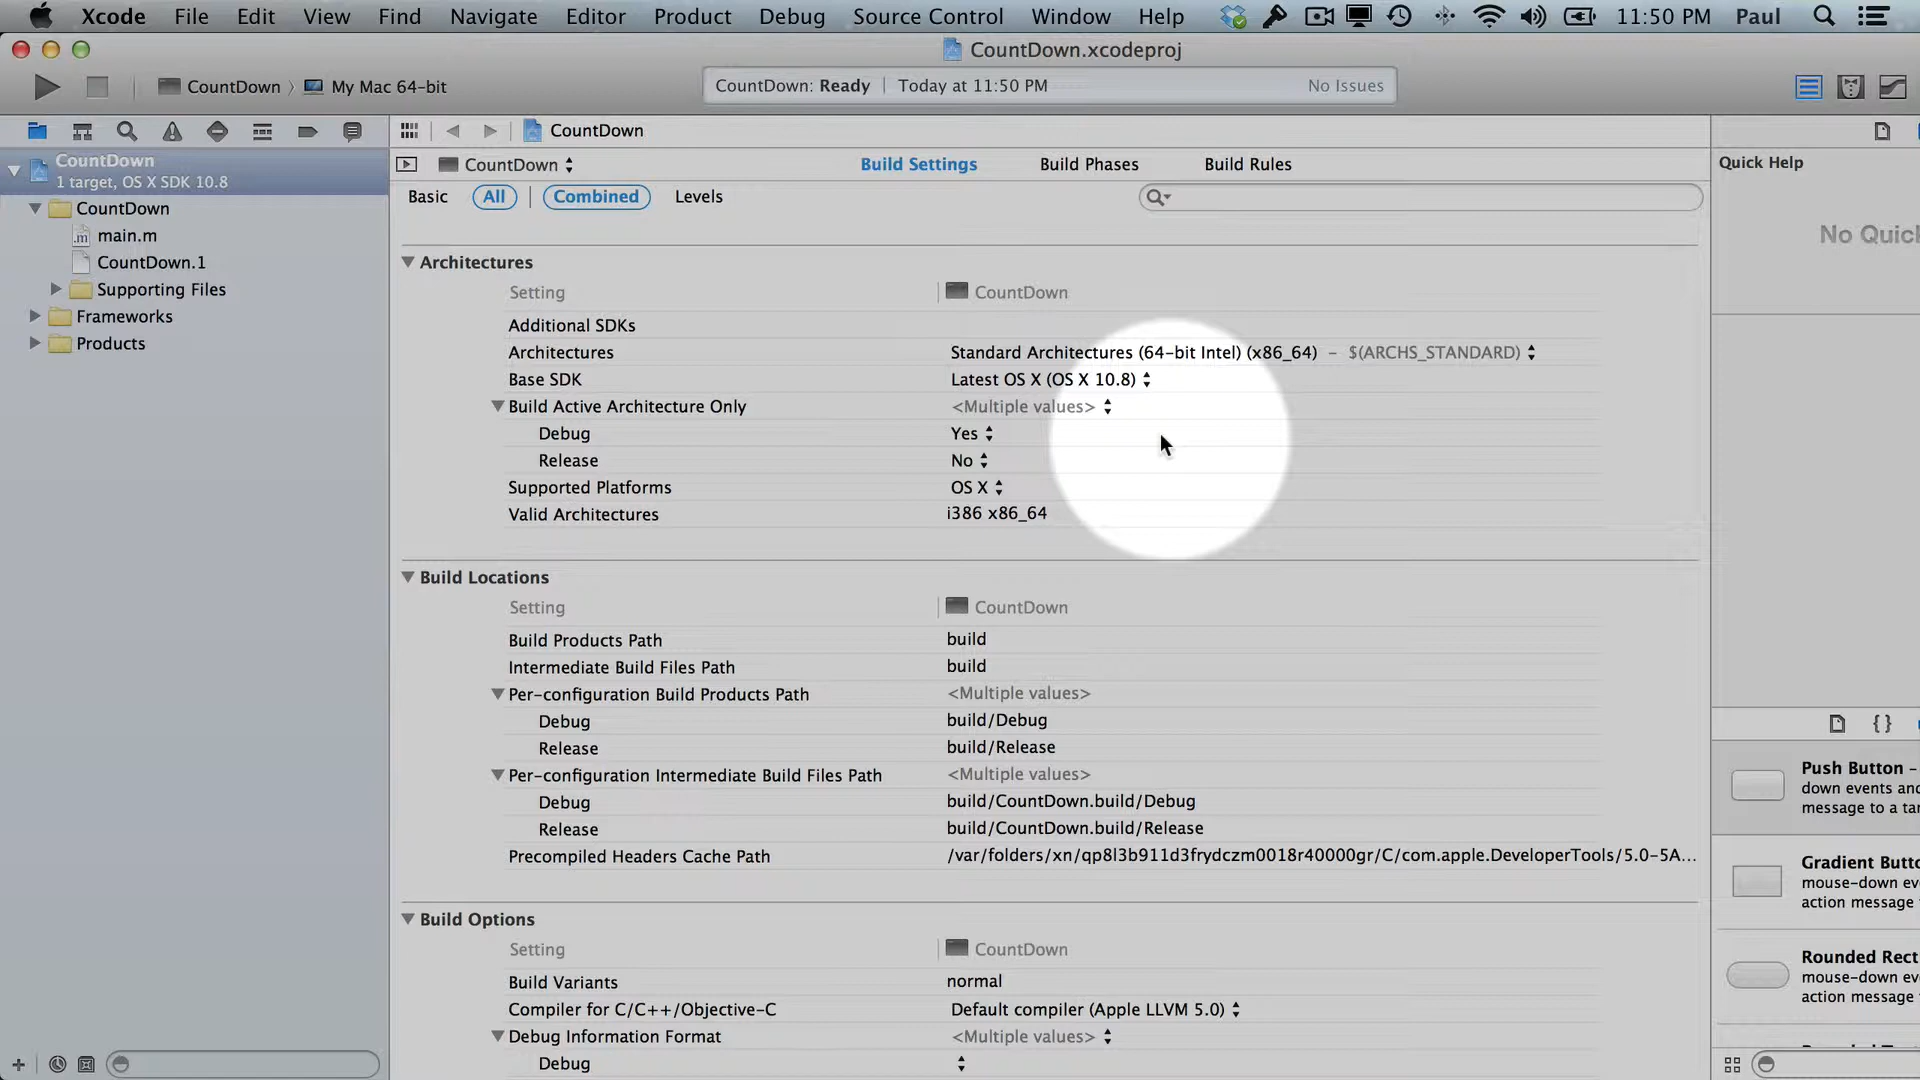 Xcode File Edit View Find Navigate Editor Product Debug Source Control Window Help 11:50 PM Paul
CountDown.xcodeproj
CountDown My Mac 64-bit
CountDown: Ready Today at 11:50 PM No Issues
CountDown
CountDown
1 target, OS X SDK 10.8
CountDown
main.m
CountDown.1
Supporting Files
Frameworks
Products
CountDown Build Settings Build Phases Build Rules
Basic All Combined Levels
Architectures
Setting CountDown
Additional SDKs
Architectures Standard Architectures (64-bit Intel) (x86_64) – $(ARCHS_STANDARD)
Base SDK Latest OS X (OS X 10.8)
Build Active Architecture Only <Multiple values>
Debug Yes
Release No
Supported Platforms OS X
Valid Architectures i386 x86_64
Build Locations
Setting CountDown
Build Products Path build
Intermediate Build Files Path build
Per-configuration Build Products Path <Multiple values>
Debug build/Debug
Release build/Release
Per-configuration Intermediate Build Files Path <Multiple values>
Debug build/CountDown.build/Debug
Release build/CountDown.build/Release
Precompiled Headers Cache Path /var/folders/xn/qp8l3b911d3frydczm0018r40000gr/C/com.apple.DeveloperTools/5.0-5A...
Build Options
Setting CountDown
Build Variants normal
Compiler for C/C++/Objective-C Default compiler (Apple LLVM 5.0)
Debug Information Format <Multiple values>
Debug
Quick Help
No Quic
Push Button –
down events and
message to a tar
Gradient Butto
mouse-down eve
action message
Rounded Rect
mouse-down eve
action message